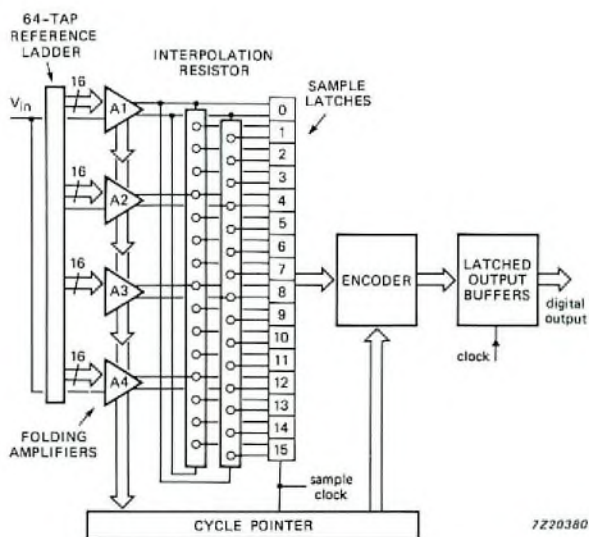 64-TAP
REFERENCE
LADDER
INTERPOLATION
RESISTOR
SAMPLE
LATCHES
Vin
16
A1
16
A2
16
A3
16
A4
0
1
2
3
4
5
6
7
8
9
10
11
12
13
14
15
ENCODER
LATCHED
OUTPUT
BUFFERS
digital
output
clock
FOLDING
AMPLIFIERS
sample
clock
CYCLE POINTER
7Z20380